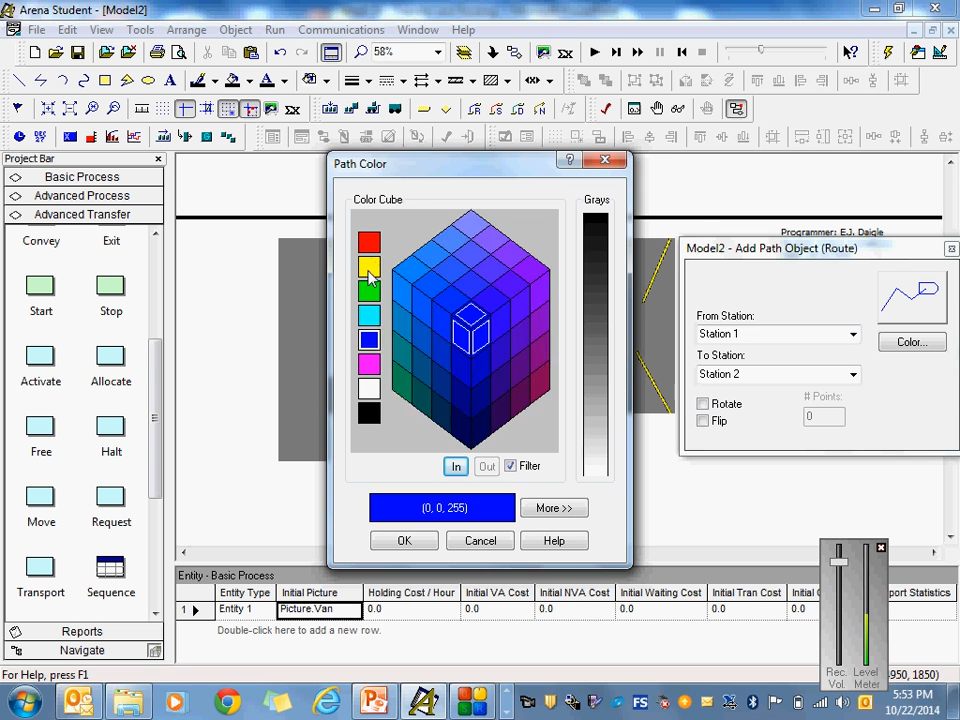 Arena Student - [Model2]
File Edit View Tools Arrange Object Run Communications Window Help
58%
Project Bar
Basic Process
Advanced Process
Advanced Transfer
Convey Exit
Start Stop
Activate Allocate
Free Halt
Move Request
Transport Sequence
Reports
Navigate
Path Color
Color Cube
Grays
In Out Filter
(0, 0, 255)
More >>
OK Cancel Help
Programmer: E.J. Daigle
Model2 - Add Path Object (Route)
From Station:
Station 1
Color...
To Station:
Station 2
Rotate
Flip
# Points:
0
Entity - Basic Process
Entity Type Initial Picture Holding Cost / Hour Initial VA Cost Initial NVA Cost Initial Waiting Cost Initial Tran Cost port Statistics
1 Entity 1 Picture.Van 0.0 0.0 0.0 0.0 0.0 0.0
Double-click here to add a new row.
Rec. Vol.
Level Meter
For Help, press F1
950, 1850)
FS
5:53 PM
10/22/2014